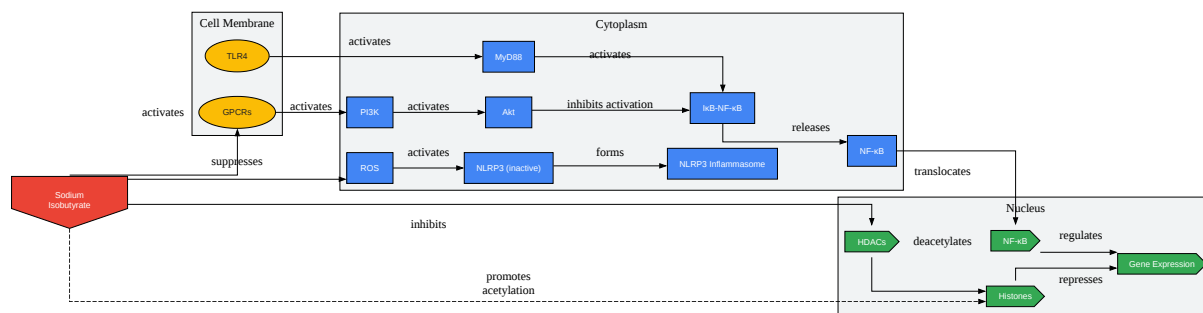 Cell Membrane
Cytoplasm
TLR4
activates
MyD88
activates
activates
GPCRs
activates
PI3K
activates
Akt
inhibits activation
IκB-NF-κB
releases
suppresses
ROS
activates
NLRP3 (inactive)
forms
NLRP3 Inflammasome
NF-κB
translocates
Sodium
Isobutyrate
inhibits
Nucleus
HDACs
deacetylates
NF-κB
regulates
Gene Expression
promotes
acetylation
Histones
represses